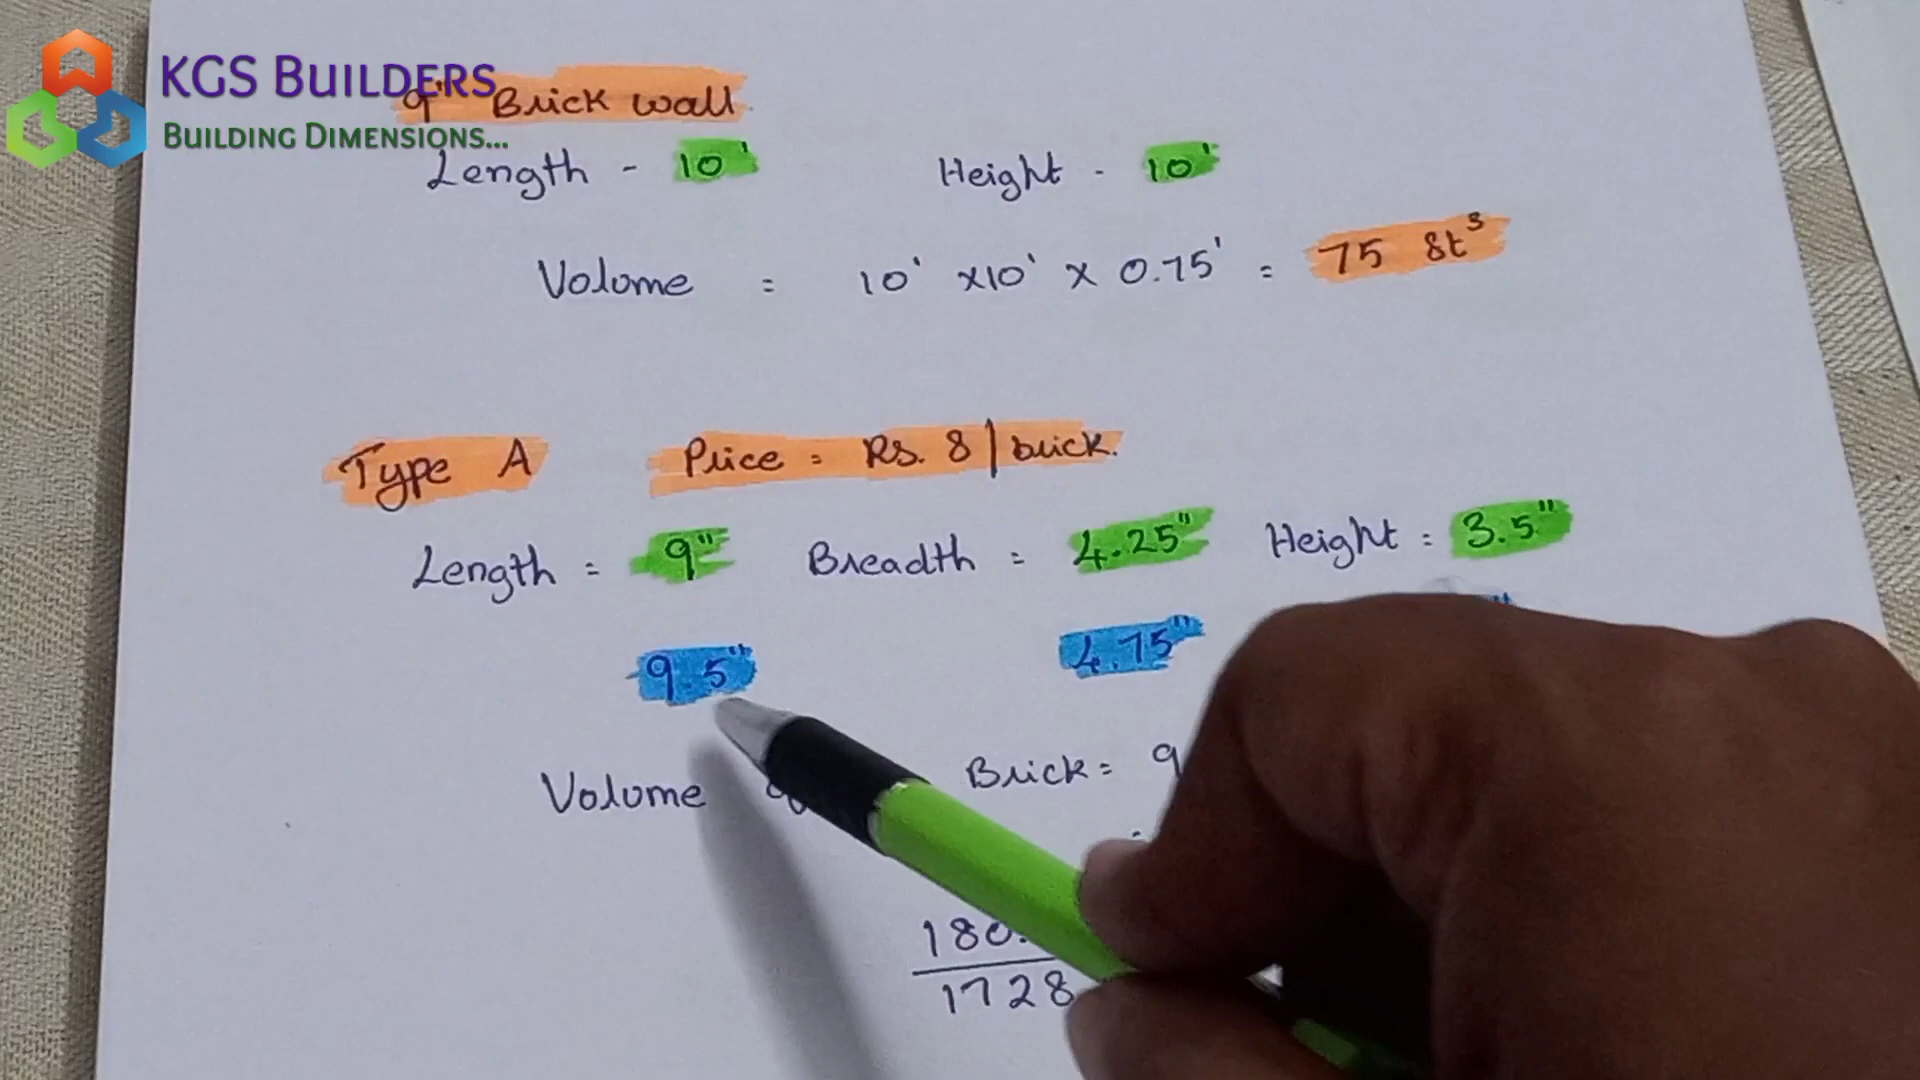 KGS BUILDERS
BUILDING DIMENSIONS...
9" Brick wall
Length - 10' Height - 10'
Volume = 10' x10' x 0.75' = 75 ft³
Type A Price = Rs. 8 | brick.
Length = 9" Breadth = 4.25" Height = 3.5"
9.5" 4.75"
Volume Brick = 9
180.
1728